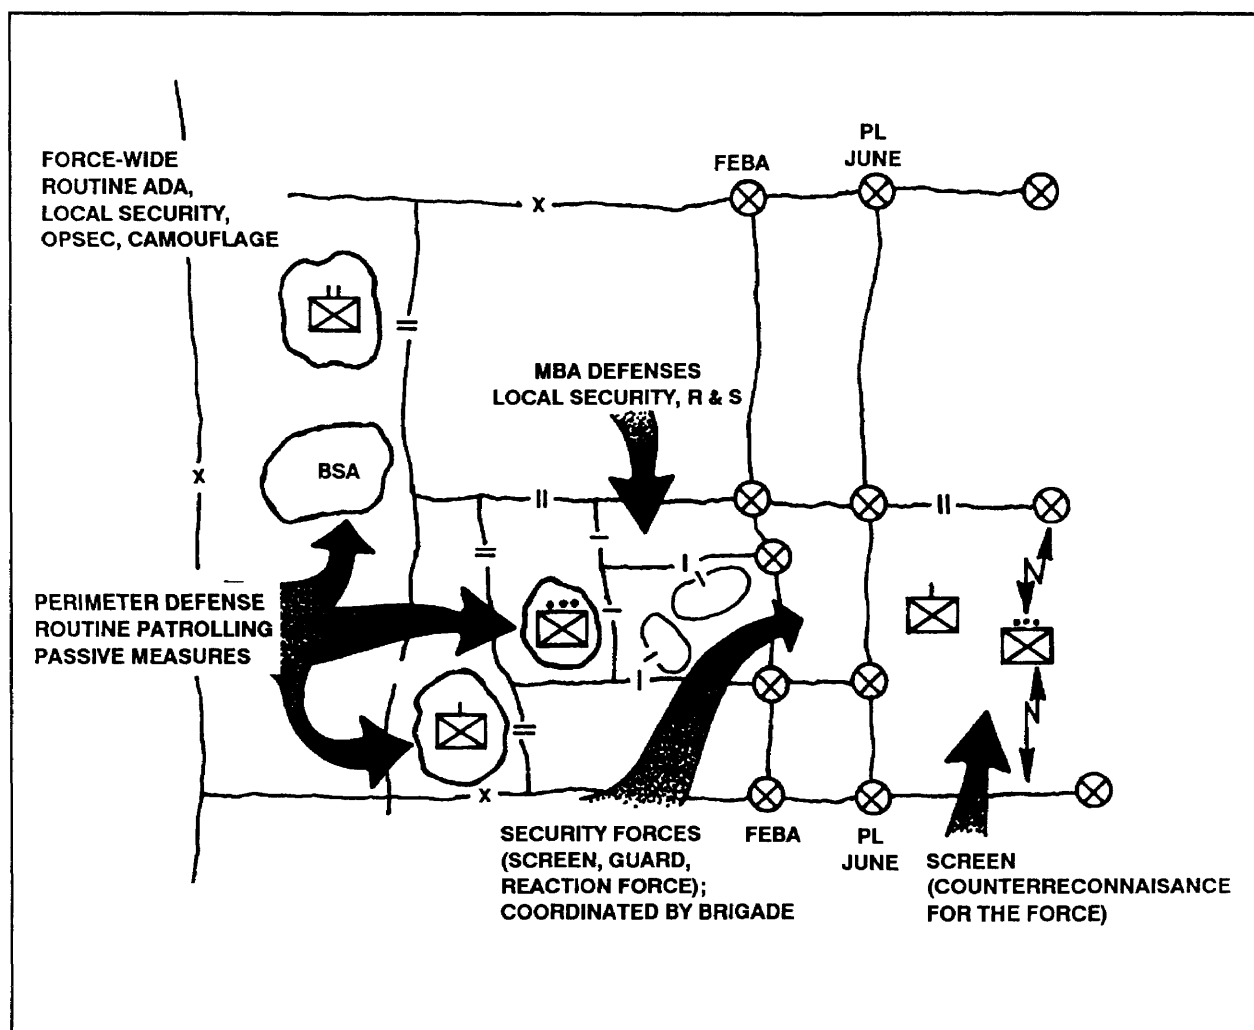 FORCE-WIDE
ROUTINE ADA,
LOCAL SECURITY,
OPSEC, CAMOUFLAGE
FEBA
PL
JUNE
X
MBA DEFENSES
LOCAL SECURITY, R & S
X
BSA
PERIMETER DEFENSE
ROUTINE PATROLLING
PASSIVE MEASURES
X
SECURITY FORCES
(SCREEN, GUARD,
REACTION FORCE);
COORDINATED BY BRIGADE
FEBA
PL
JUNE
SCREEN
(COUNTERRECONNAISANCE
FOR THE FORCE)